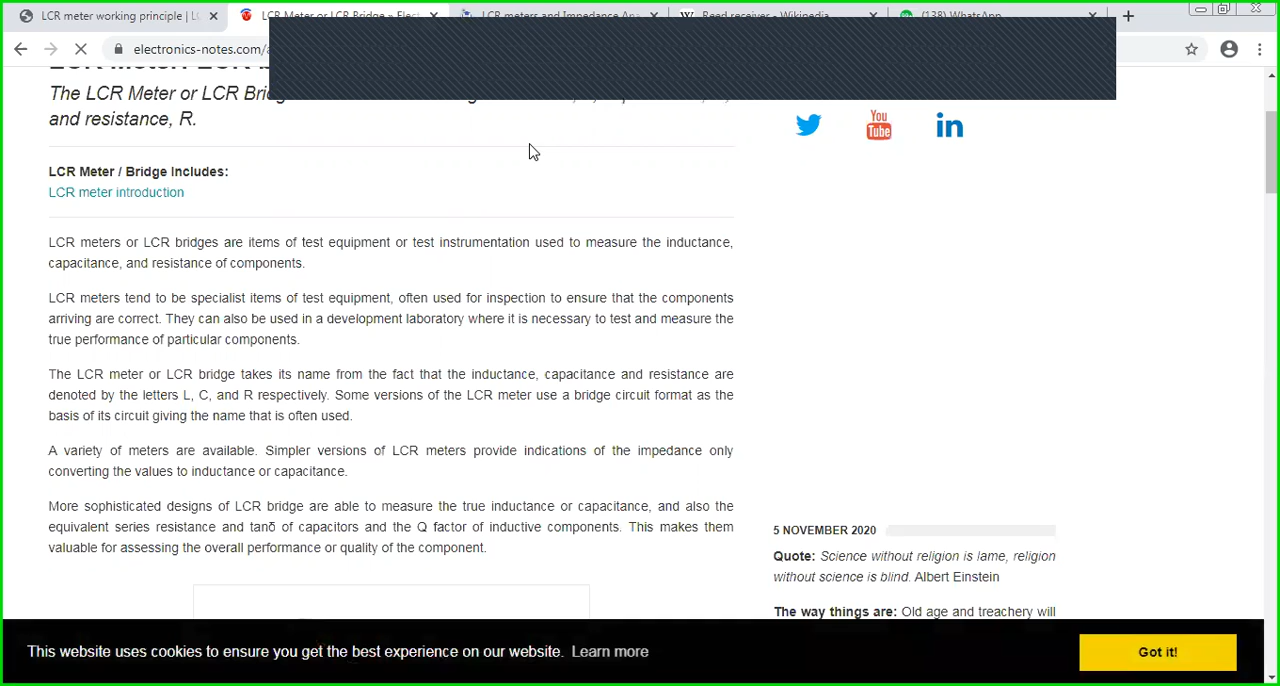 LCR meter working principle | LC
LCR Meter or LCR Bridge » Elect
LCR meters and Impedance Ana
Reed receiver - Wikipedia
(138) WhatsApp
electronics-notes.com/a
The LCR Meter or LCR Brid
and resistance, R.
You
Tube
in
LCR Meter / Bridge Includes:
LCR meter introduction
LCR meters or LCR bridges are items of test equipment or test instrumentation used to measure the inductance,
capacitance, and resistance of components.
LCR meters tend to be specialist items of test equipment, often used for inspection to ensure that the components
arriving are correct. They can also be used in a development laboratory where it is necessary to test and measure the
true performance of particular components.
The LCR meter or LCR bridge takes its name from the fact that the inductance, capacitance and resistance are
denoted by the letters L, C, and R respectively. Some versions of the LCR meter use a bridge circuit format as the
basis of its circuit giving the name that is often used.
A variety of meters are available. Simpler versions of LCR meters provide indications of the impedance only
converting the values to inductance or capacitance.
More sophisticated designs of LCR bridge are able to measure the true inductance or capacitance, and also the
equivalent series resistance and tanδ of capacitors and the Q factor of inductive components. This makes them
valuable for assessing the overall performance or quality of the component.
5 NOVEMBER 2020
Quote: Science without religion is lame, religion
without science is blind. Albert Einstein
The way things are: Old age and treachery will
This website uses cookies to ensure you get the best experience on our website. Learn more
Got it!